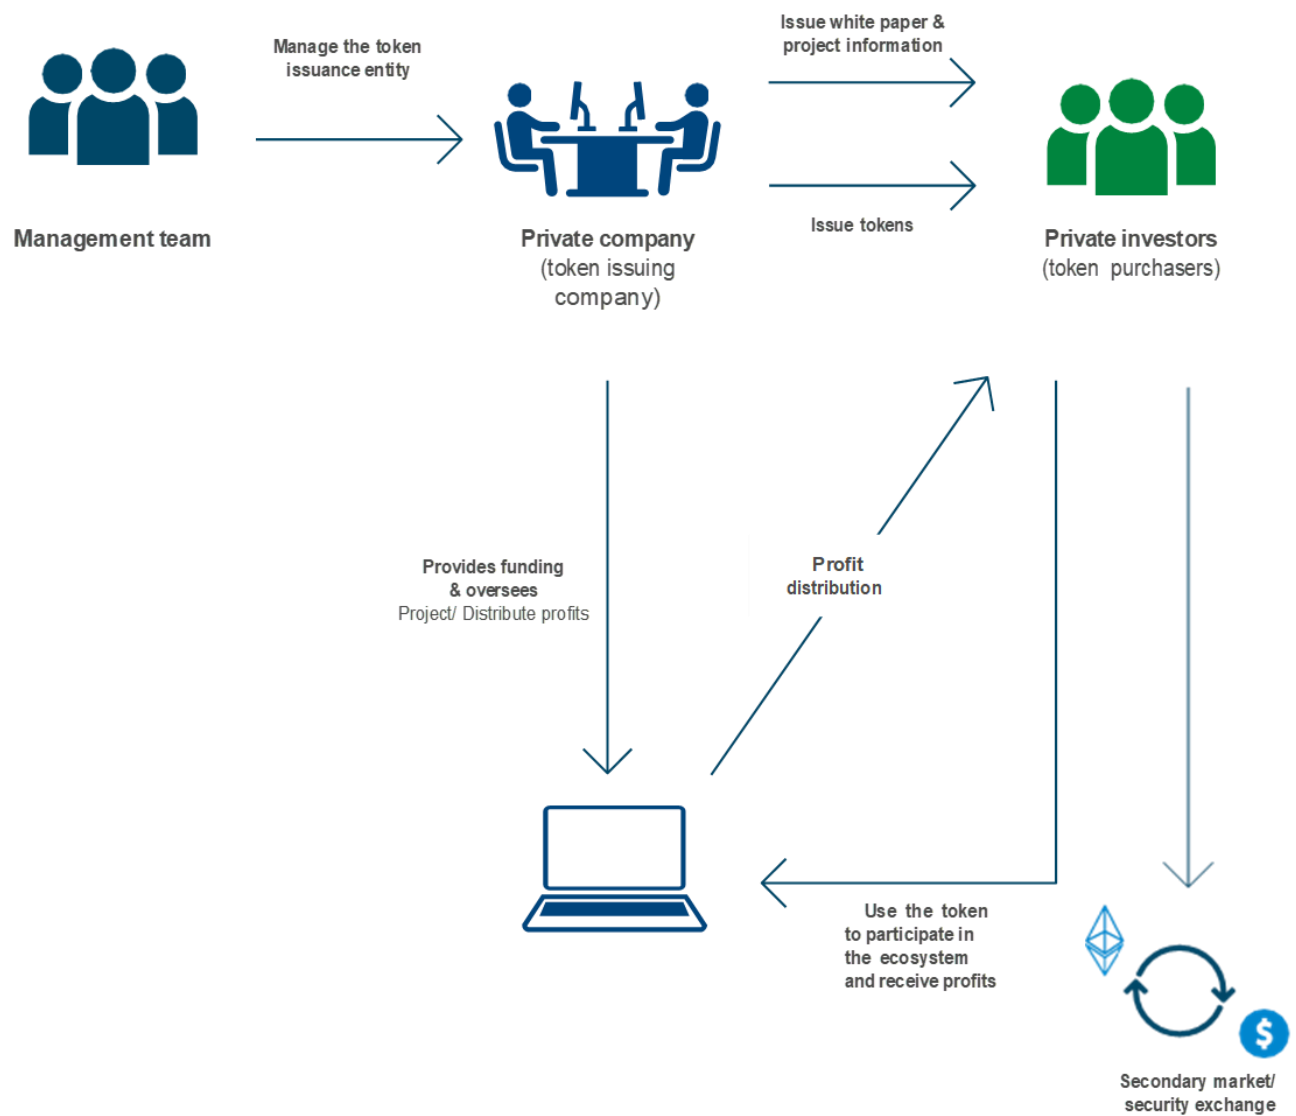 Manage the token
issuance entity
Issue white paper &
project information
Issue tokens
Management team
Private company
(token issuing
company)
Private investors
(token purchasers)
Provides funding
& oversees
Project/ Distribute profits
Profit
distribution
Use the token
to participate in
the ecosystem
and receive profits
$
Secondary market/
security exchange